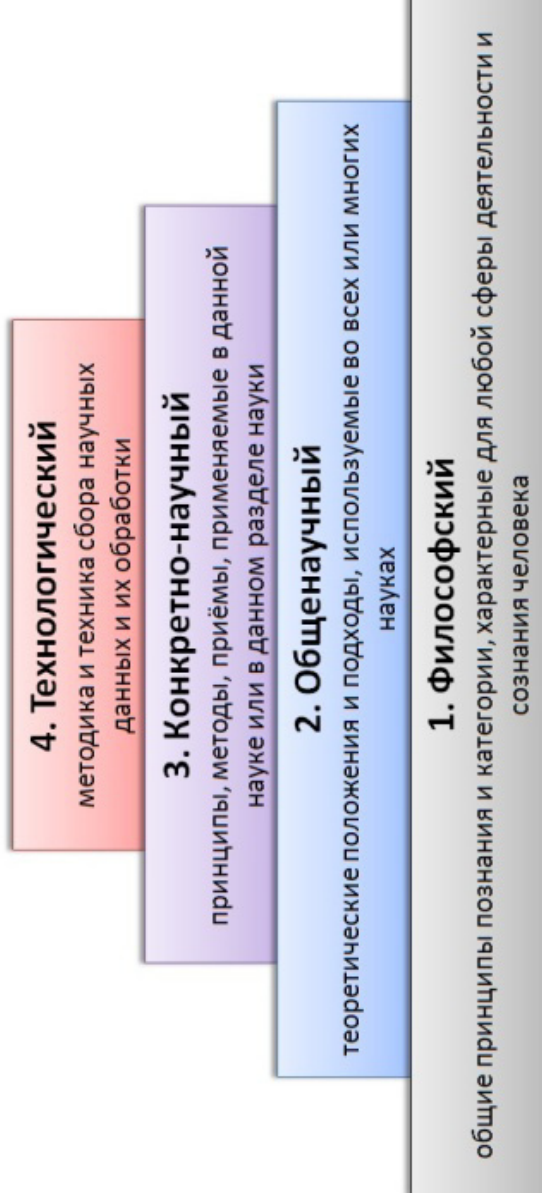 4. Технологический
методика и техника сбора научных
данных и их обработки
3. Конкретно-научный
принципы, методы, приёмы, применяемые в данной
науке или в данном разделе науки
2. Общенаучный
теоретические положения и подходы, используемые во всех или многих
науках
1. Философский
общие принципы познания и категории, характерные для любой сферы деятельности и
сознания человека